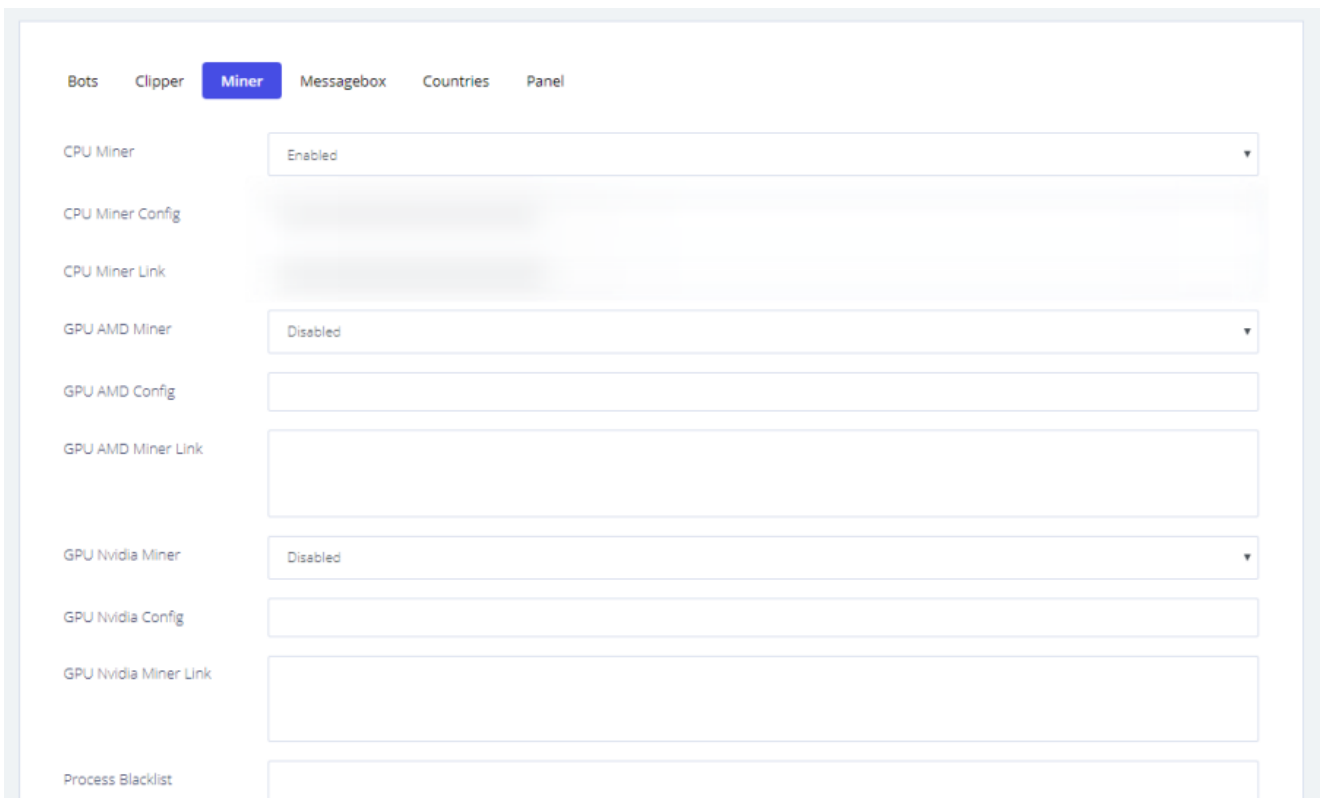 Bots Clipper Miner Messagebox Countries Panel
CPU Miner Enabled
CPU Miner Config
CPU Miner Link
GPU AMD Miner Disabled
GPU AMD Config
GPU AMD Miner Link
GPU Nvidia Miner Disabled
GPU Nvidia Config
GPU Nvidia Miner Link
Process Blacklist